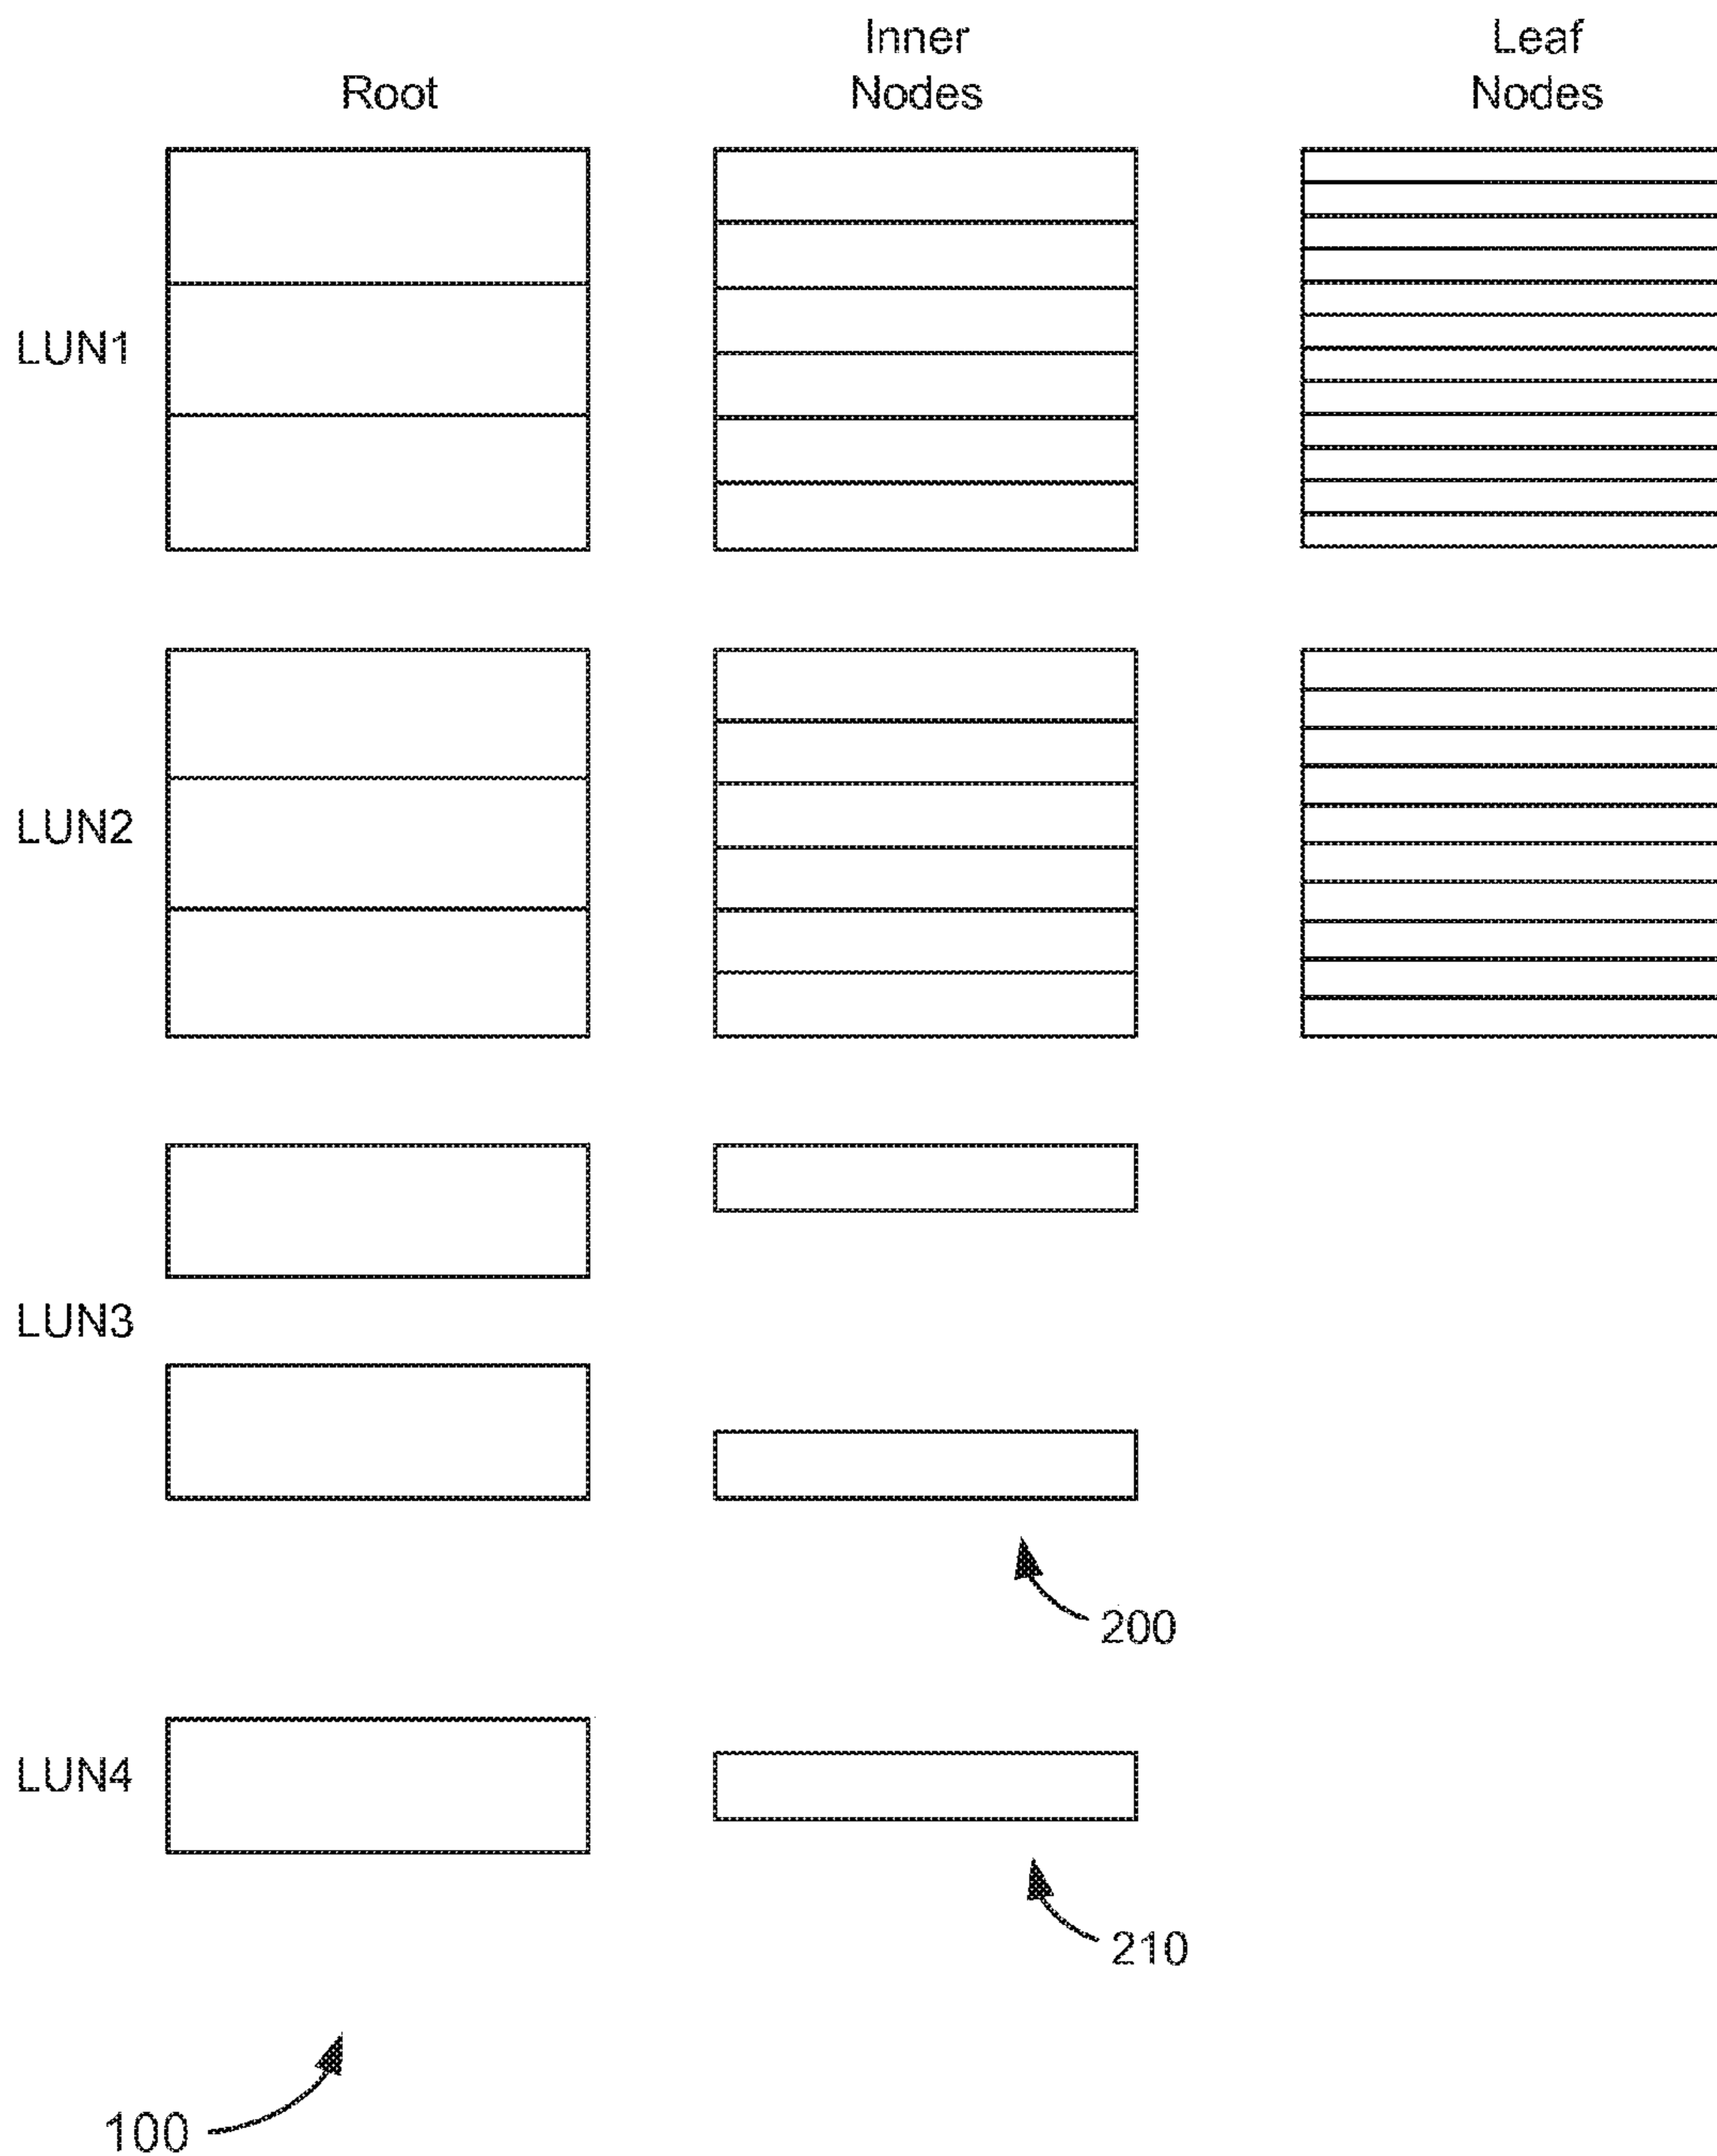 Root
Inner
Nodes
Leaf
Nodes
LUN1
LUN2
LUN3
200
LUN4
210
100